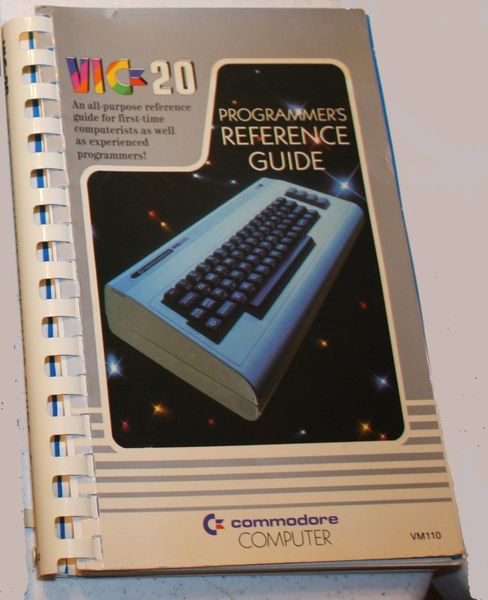 VIC 20
An all-purpose reference
guide for first-time
computerists as well
as experienced
programmers!
PROGRAMMER'S
REFERENCE
GUIDE
commodore
COMPUTER
VM110